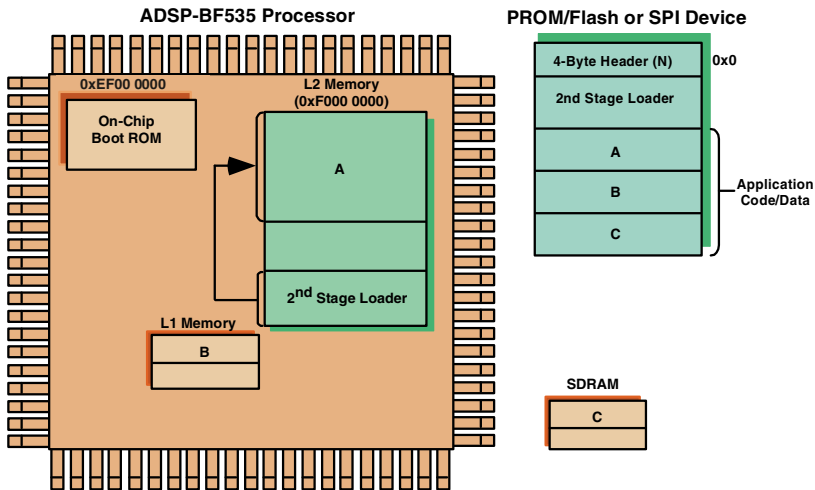 ADSP-BF535 Processor
0xEF00 0000
On-Chip
Boot ROM
L2 Memory
(0xF000 0000)
A
2nd Stage Loader
L1 Memory
B
PROM/Flash or SPI Device
4-Byte Header (N)
0x0
2nd Stage Loader
A
B
C
Application
Code/Data
SDRAM
C